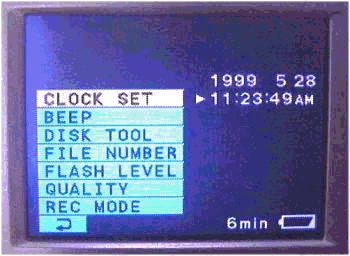 1999 5 28
CLOCK SET ►11:23:49AM
BEEP
DISK TOOL
FILE NUMBER
FLASH LEVEL
QUALITY
REC MODE
6min